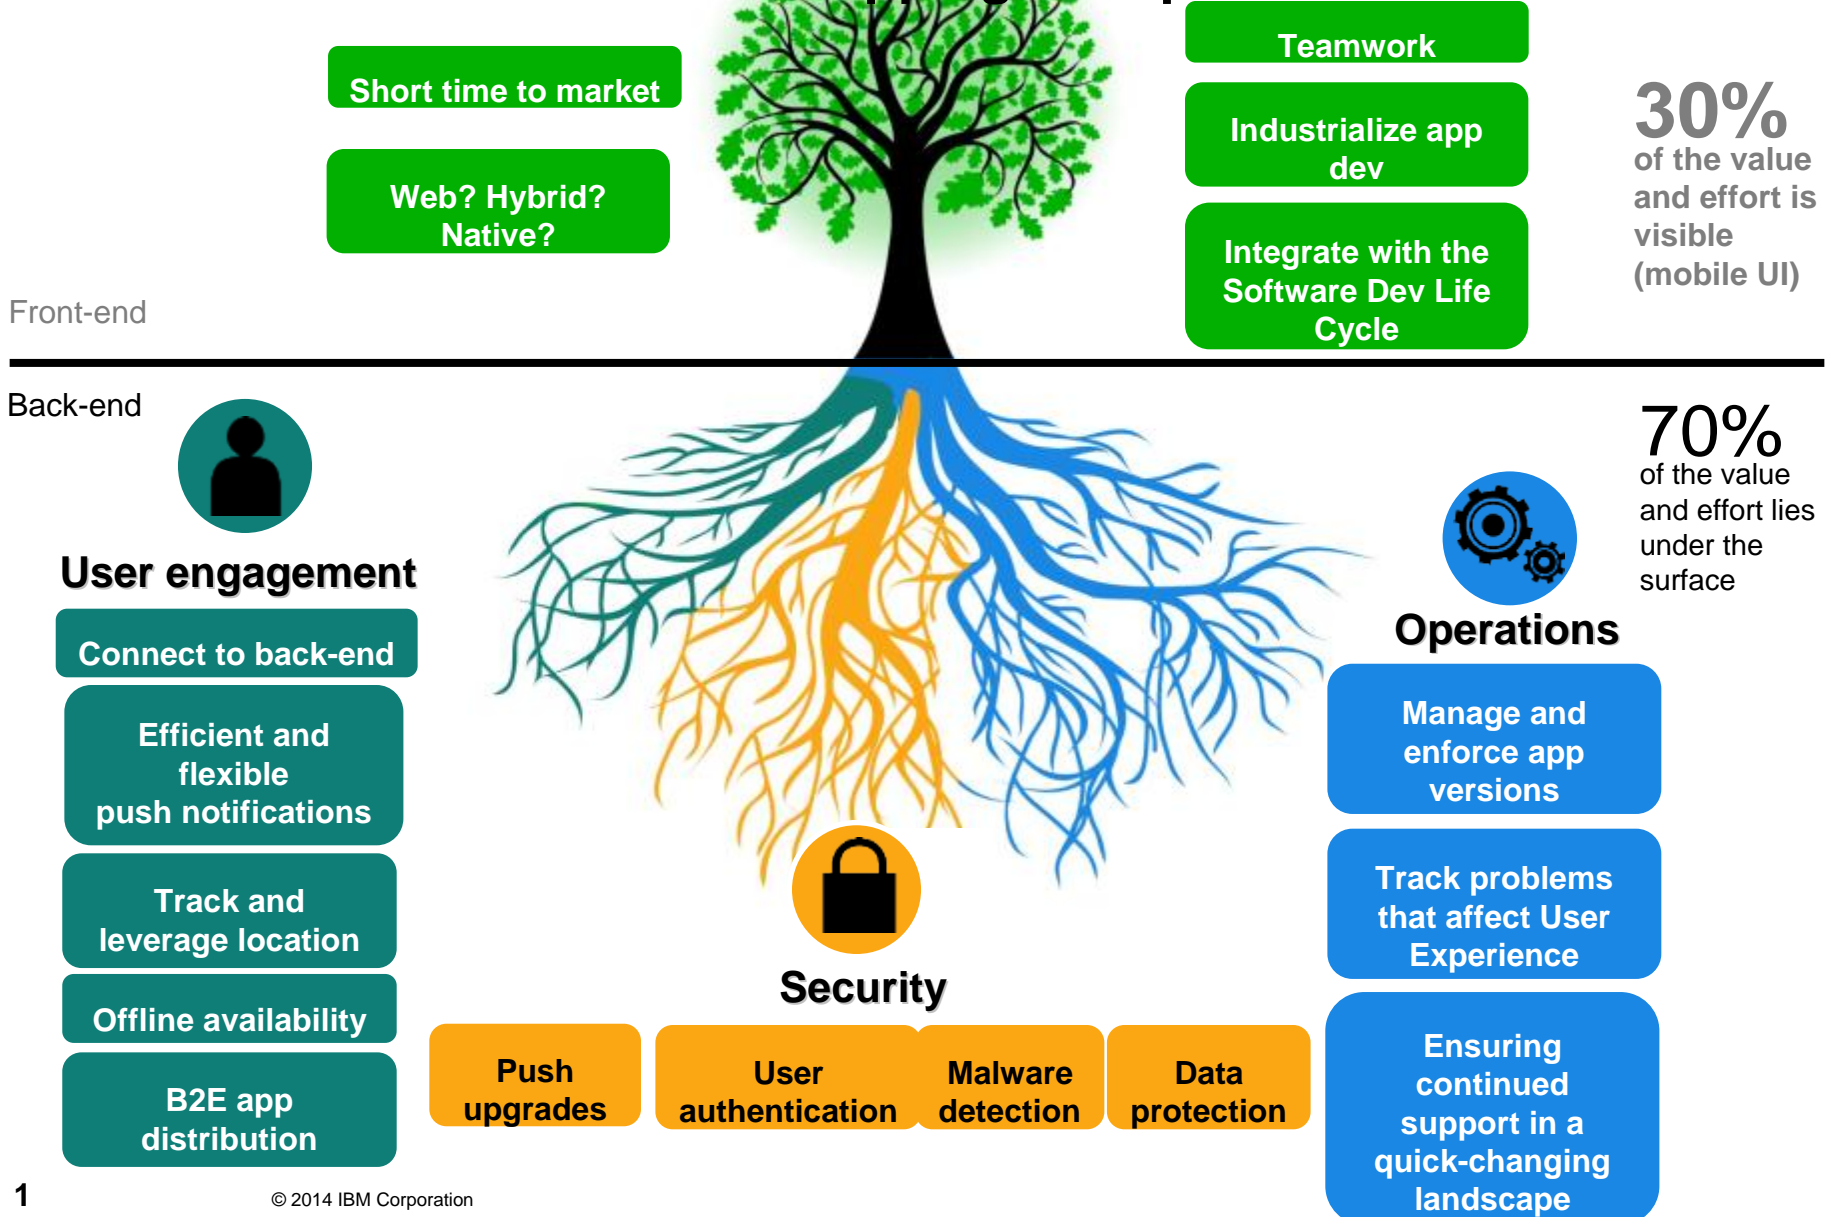 Short time to market
Web? Hybrid?
Native?
Teamwork
Industrialize app
dev
Integrate with the
Software Dev Life
Cycle
30%
of the value
and effort is
visible
(mobile UI)
Front-end
Back-end
70%
of the value
and effort lies
under the
surface
User engagement
Connect to back-end
Efficient and
flexible
push notifications
Track and
leverage location
Offline availability
B2E app
distribution
Security
Push
upgrades
User
authentication
Malware
detection
Data
protection
Operations
Manage and
enforce app
versions
Track problems
that affect User
Experience
Ensuring
continued
support in a
quick-changing
landscape
1
© 2014 IBM Corporation